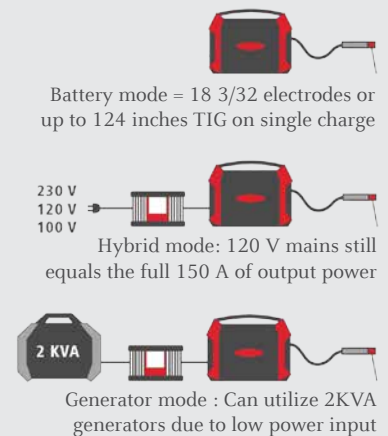 Battery mode = 18 3/32 electrodes or
up to 124 inches TIG on single charge
230 V
120 V
100 V
Hybrid mode: 120 V mains still
equals the full 150 A of output power
2 KVA
Generator mode : Can utilize 2KVA
generators due to low power input